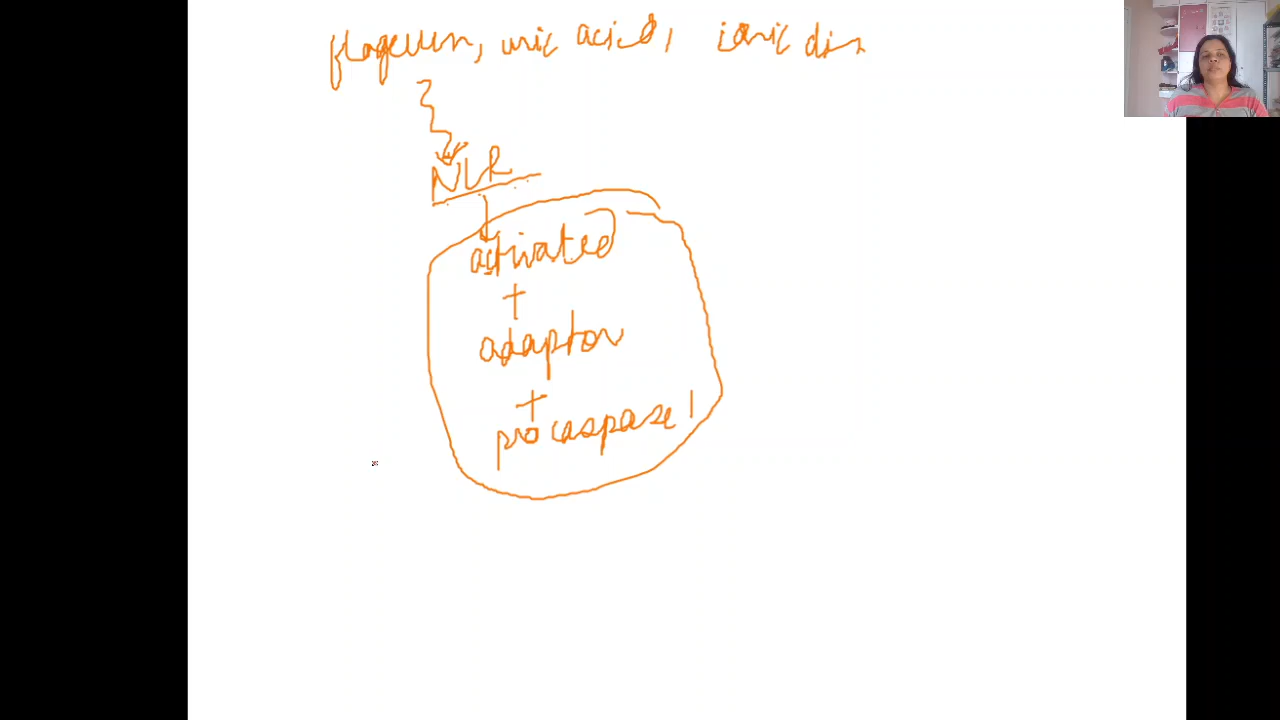 flagellin, uric acid, ionic dis
NLR
activated
+
adaptor
+
procaspase 1